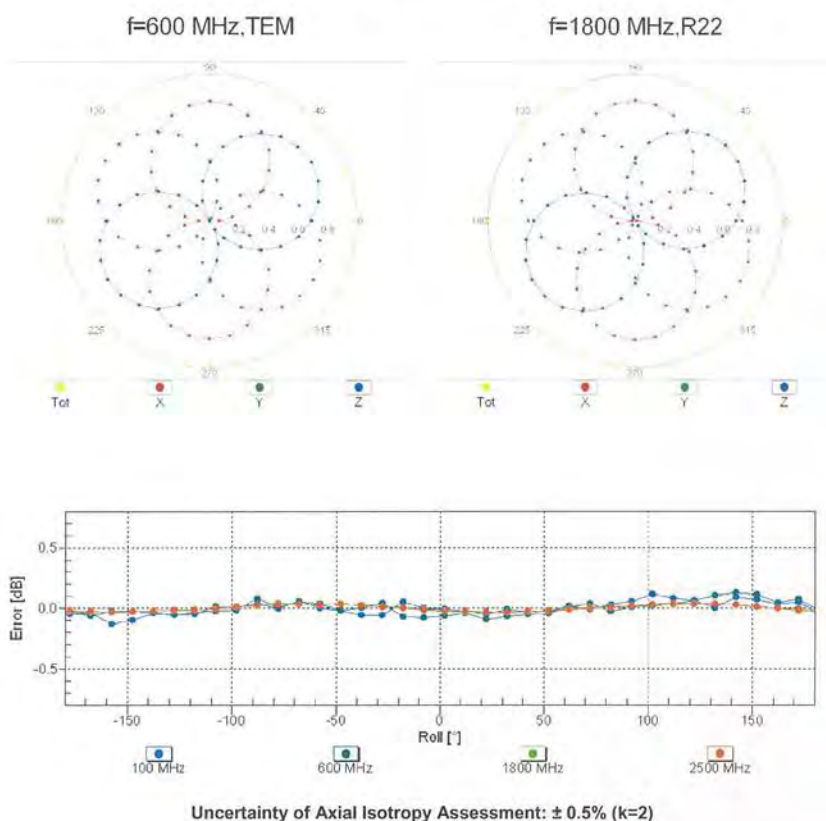 f=600 MHz,TEM
f=1800 MHz,R22
90
90
135
45
135
45
180
0.2 0.4 0.6 0.8
0
180
0.2 0.4 0.6 0.8
0
225
315
225
315
270
270
Tot X Y Z
Tot X Y Z
0.5
0.0
-0.5
Error [dB]
-150 -100 -50 0 50 100 150
Roll [°]
100 MHz 600 MHz 1800 MHz 2500 MHz
Uncertainty of Axial Isotropy Assessment: ± 0.5% (k=2)